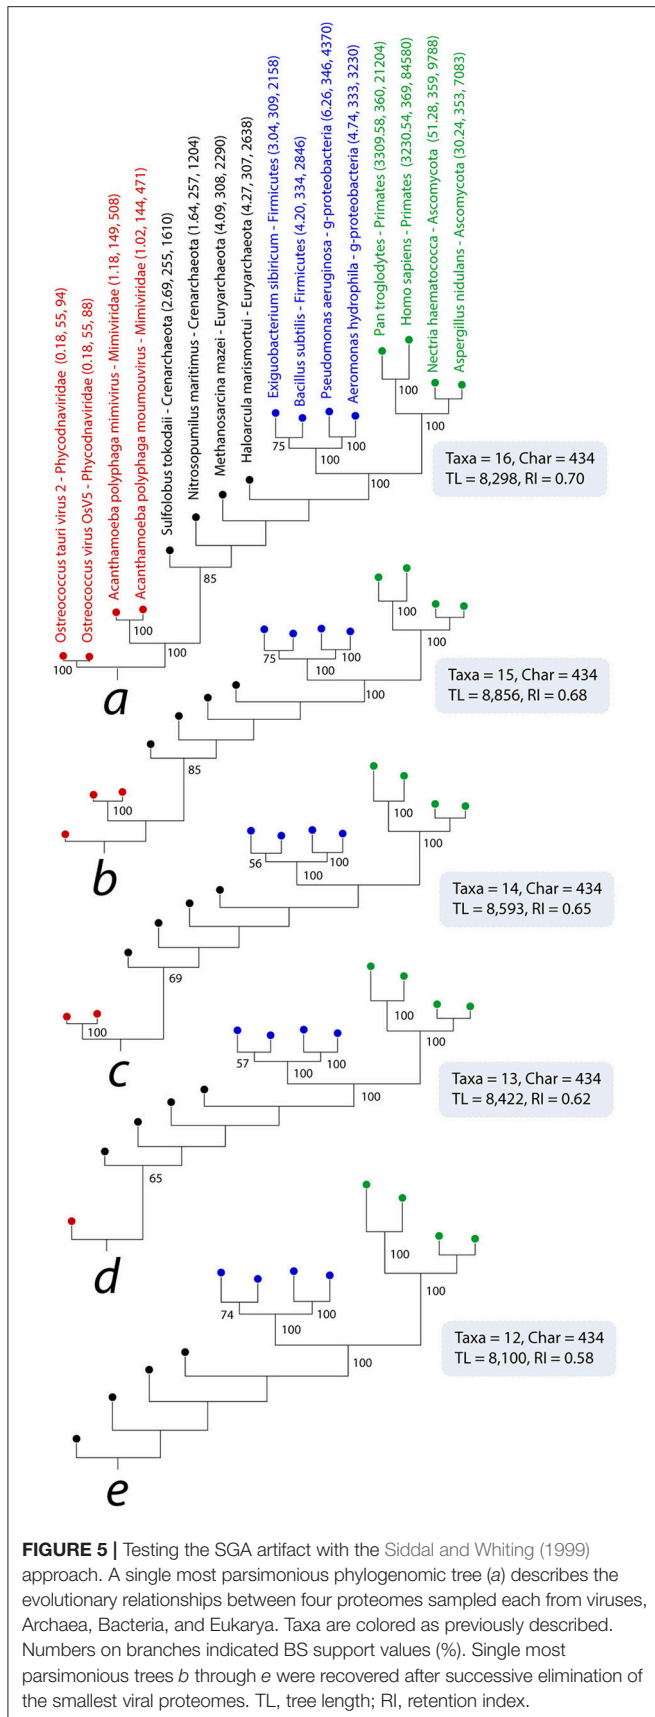 Ostreococcus tauri virus 2 - Phycodnaviridae (0.18, 55, 94)
Ostreococcus virus OsV5 - Phycodnaviridae (0.18, 55, 88)
Acanthamoeba polyphaga mimivirus - Mimiviridae (1.18, 149, 508)
Acanthamoeba polyphaga moumouvirus - Mimiviridae (1.02, 144, 471)
Sulfolobus tokodaii - Crenarchaeota (2.69, 255, 1610)
Nitrosopumilus maritimus - Crenarchaeota (1.64, 257, 1204)
Methanosarcina mazei - Euryarchaeota (4.09, 308, 2290)
Haloarcula marismortui - Euryarchaeota (4.27, 307, 2638)
Exiguobacterium sibiricum - Firmicutes (3.04, 309, 2158)
Bacillus subtilis - Firmicutes (4.20, 334, 2846)
Pseudomonas aeruginosa - g-proteobacteria (6.26, 346, 4370)
Aeromonas hydrophila - g-proteobacteria (4.74, 333, 3230)
Pan troglodytes - Primates (3309.58, 360, 21204)
Homo sapiens - Primates (3230.54, 369, 84580)
Nectria haematococca - Ascomycota (51.28, 359, 9788)
Aspergillus nidulans - Ascomycota (30.24, 353, 7083)
100
100
75
100
100
100
Taxa = 16, Char = 434
TL = 8,298, RI = 0.70
85
100
100
100
a
100
100
75
100
100
100
Taxa = 15, Char = 434
TL = 8,856, RI = 0.68
85
100
b
100
100
56
100
100
Taxa = 14, Char = 434
TL = 8,593, RI = 0.65
69
100
c
100
100
57
100
100
100
Taxa = 13, Char = 434
TL = 8,422, RI = 0.62
65
d
100
100
74
100
100
100
Taxa = 12, Char = 434
TL = 8,100, RI = 0.58
e
FIGURE 5 | Testing the SGA artifact with the Siddal and Whiting (1999)
approach. A single most parsimonious phylogenomic tree (a) describes the
evolutionary relationships between four proteomes sampled each from viruses,
Archaea, Bacteria, and Eukarya. Taxa are colored as previously described.
Numbers on branches indicated BS support values (%). Single most
parsimonious trees b through e were recovered after successive elimination of
the smallest viral proteomes. TL, tree length; RI, retention index.